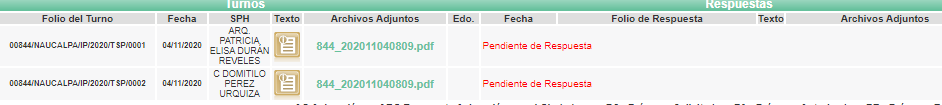 Turnos Respuestas
Folio del Turno Fecha SPH Texto Archivos Adjuntos Edo. Fecha Folio de Respuesta Texto Archivos Adjuntos
00844/NAUCALPA/IP/2020/TSP/0001 04/11/2020 ARQ. PATRICIA ELISA DURAN REVELES 844_202011040809.pdf Pendiente de Respuesta
00844/NAUCALPA/IP/2020/TSP/0002 04/11/2020 C DOMITILO PEREZ URQUIZA 844_202011040809.pdf Pendiente de Respuesta